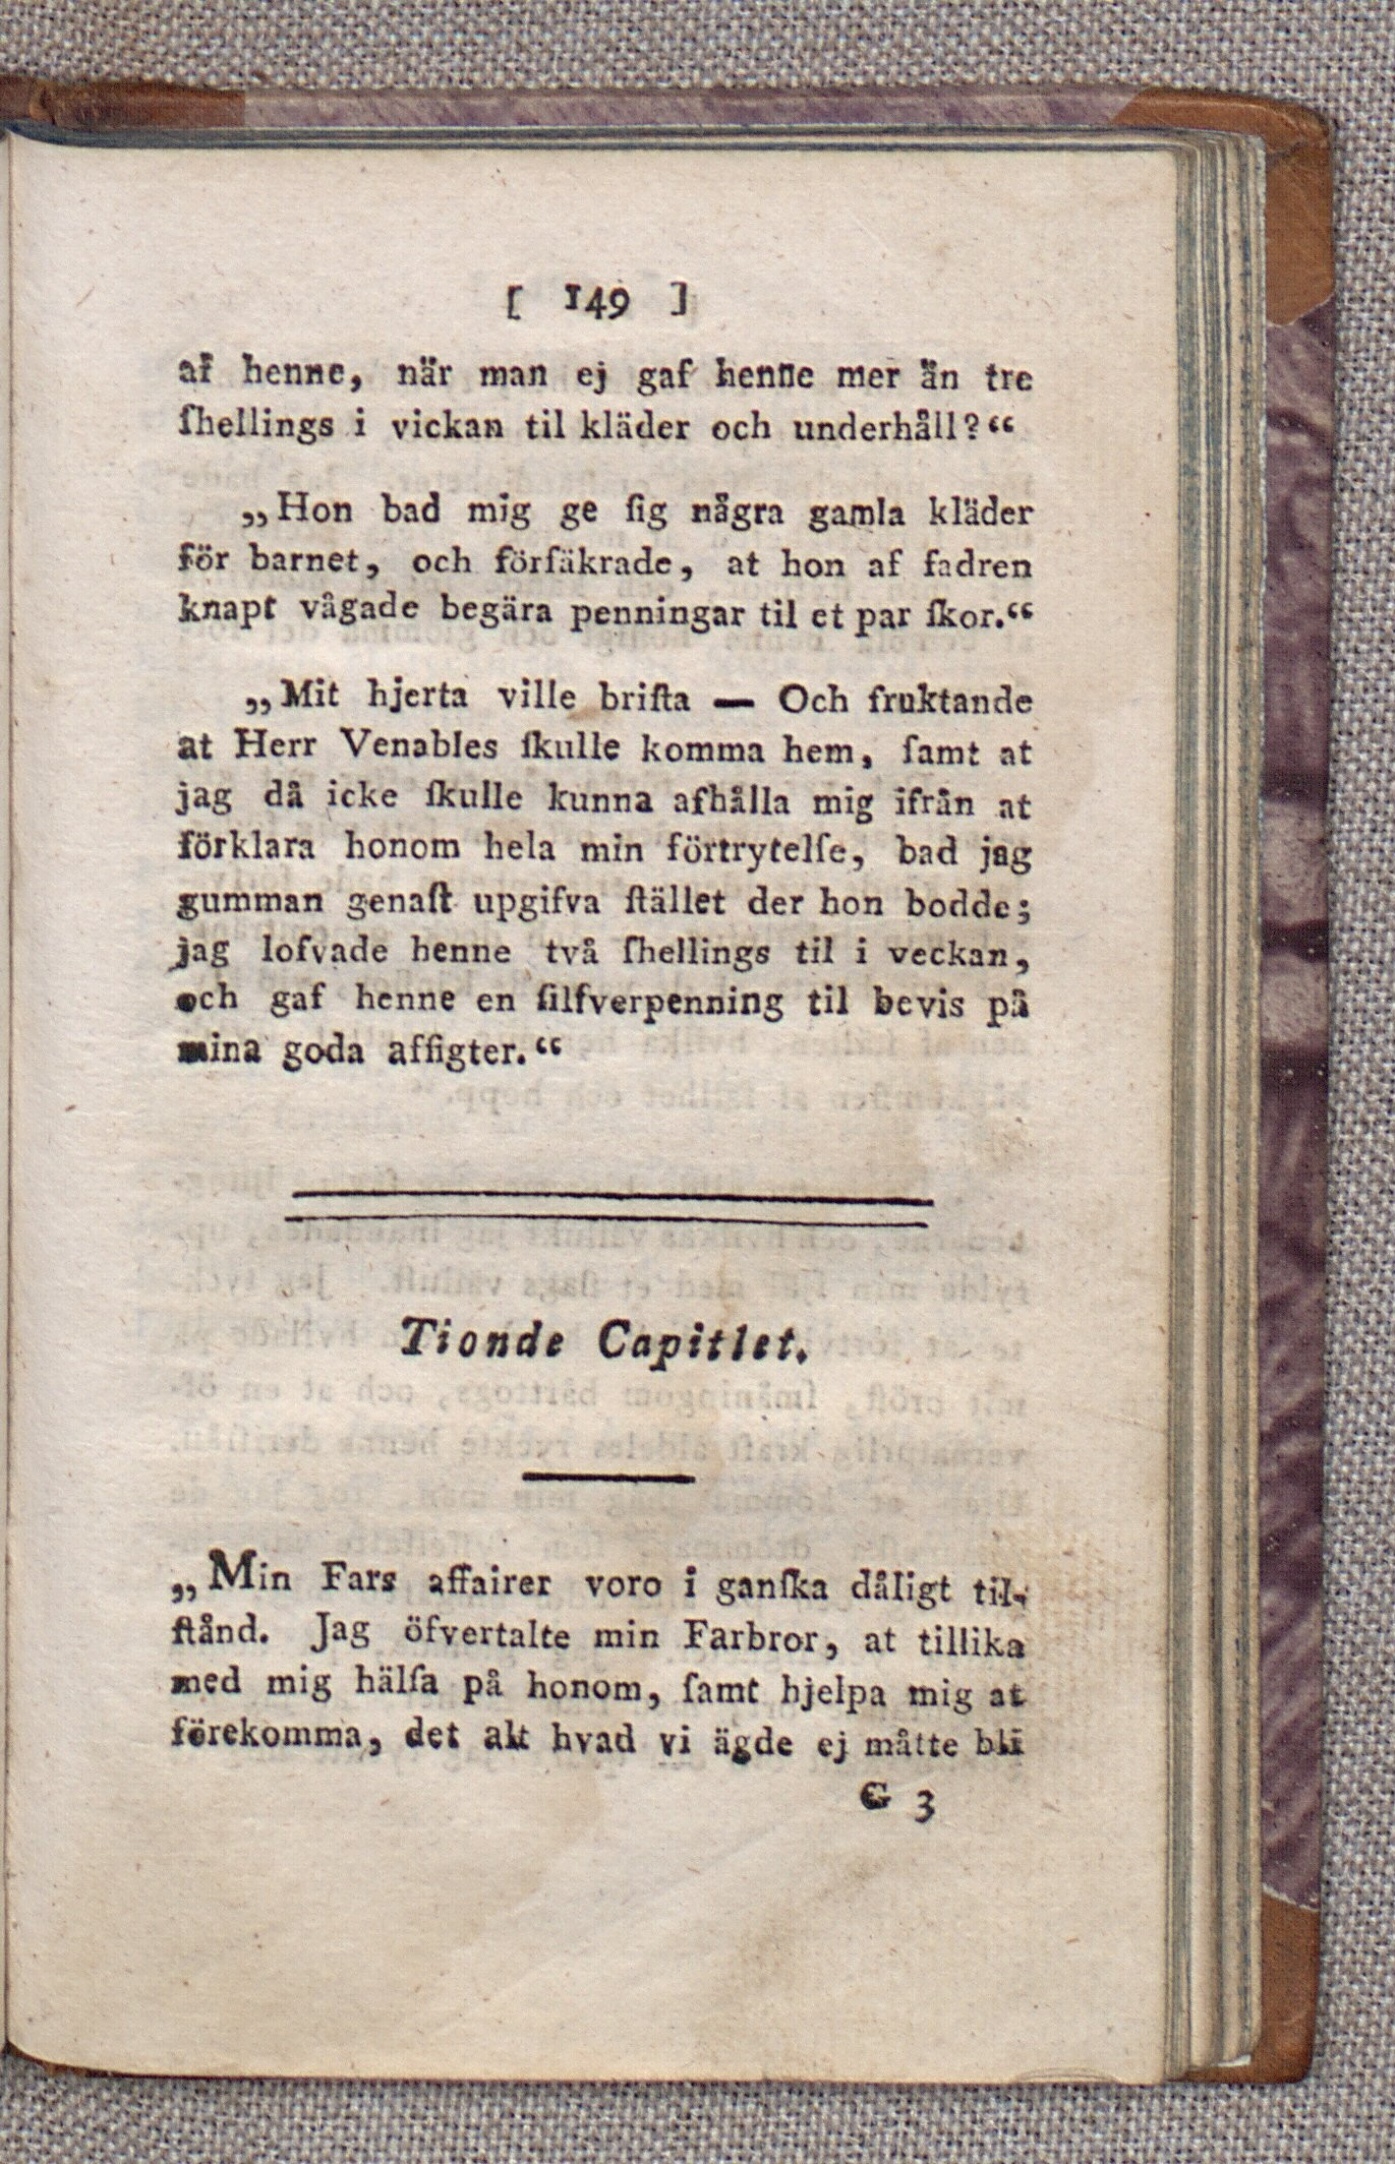 [ 149 ]
af henne, när man ej gaf henne mer än tre
ſhellings i vickan til kläder och underhåll?“
„Hon bad mig ge ſig några gamla kläder
för barnet, och förſäkrade, at hon af fadren
knapt vågade begära penningar til et par ſkor.“
„Mit hjerta ville briſta — Och fruktande
at Herr Venables ſkulle komma hem, ſamt at
jag då icke ſkulle kunna afhålla mig ifrån at
förklara honom hela min förtrytelſe, bad jag
gumman genaſt upgifva ſtället der hon bodde;
jag lofvade henne två ſhellings til i veckan,
och gaf henne en ſilfverpenning til bevis på
mina goda afſigter.“
Tionde Capitlet.
„Min Fars affairer voro i ganſka dåligt til-
ſtånd. Jag öfvertalte min Farbror, at tillika
med mig hälſa på honom, ſamt hjelpa mig at
förekomma, det alt hvad vi ägde ej måtte bli
G 3